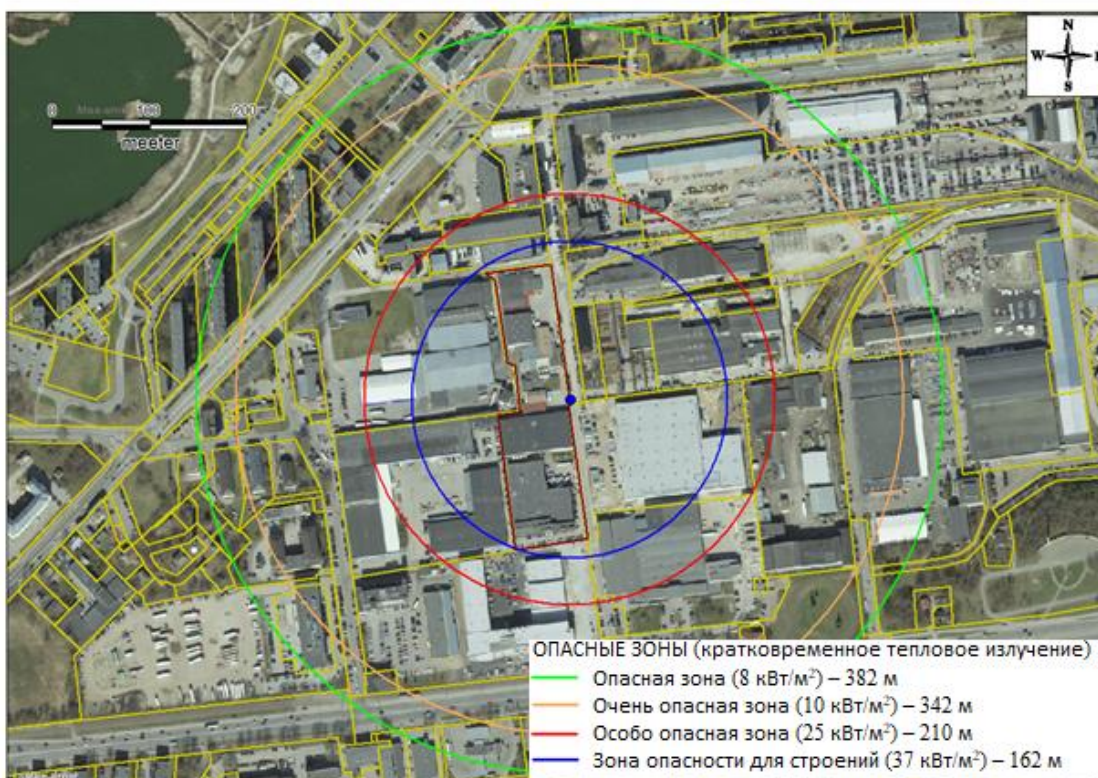 N
W
S
0 100 200
meeter
ОПАСНЫЕ ЗОНЫ (кратковременное тепловое излучение)
Опасная зона (8 кВт/м²) – 382 м
Очень опасная зона (10 кВт/м²) – 342 м
Особо опасная зона (25 кВт/м²) – 210 м
Зона опасности для строений (37 кВт/м²) – 162 м